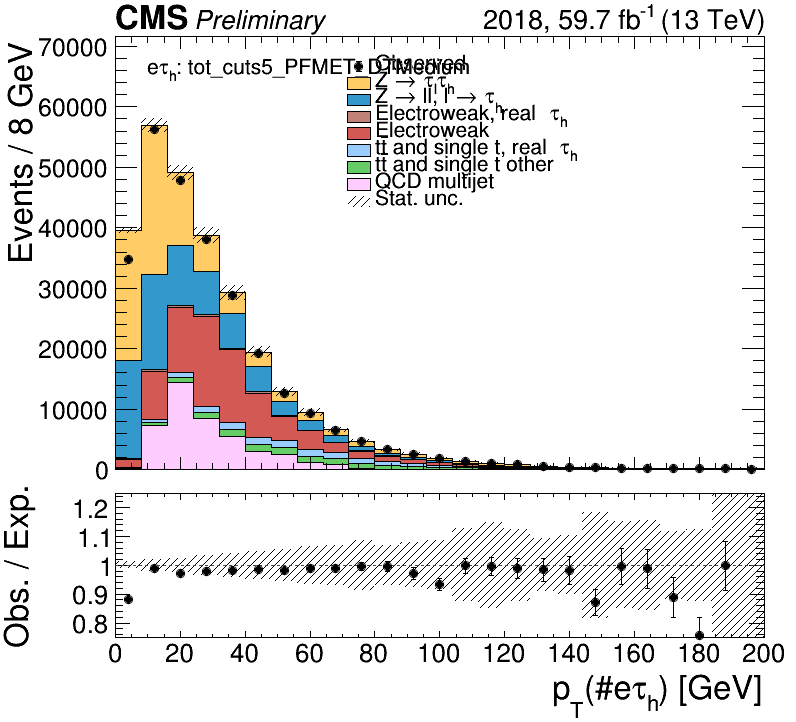 CMS Preliminary 2018, 59.7 fb⁻¹ (13 TeV)
Events / 8 GeV
70000
60000
50000
40000
30000
20000
10000
0
eτh: tot_cuts5_PFMET DTMedium
Observed
Z → τlτh
Z → ll, l → τh
Electroweak, real τh
Electroweak
tt and single t, real τh
tt and single t other
QCD multijet
Stat. unc.
Obs. / Exp.
1.2
1.1
1
0.9
0.8
0 20 40 60 80 100 120 140 160 180 200
pT(#eτh) [GeV]